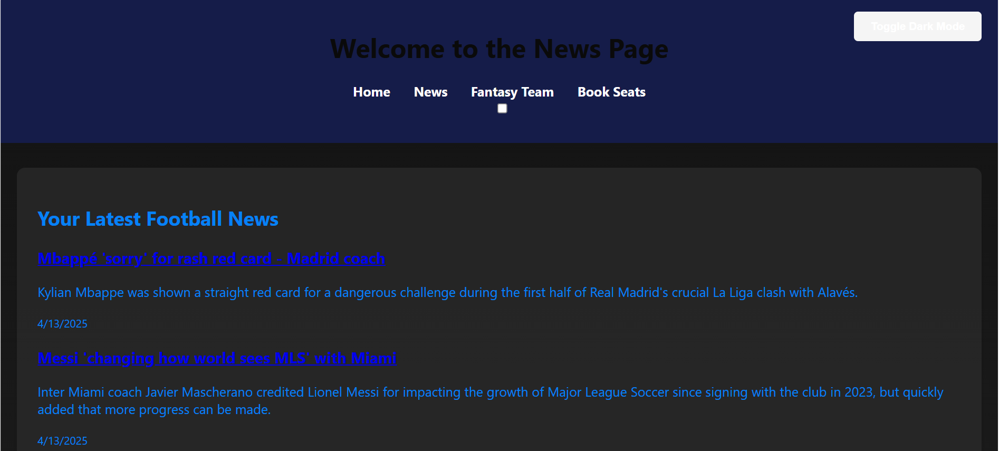 Toggle Dark Mode
Welcome to the News Page
Home News Fantasy Team Book Seats
Your Latest Football News
Mbappé 'sorry' for rash red card - Madrid coach
Kylian Mbappe was shown a straight red card for a dangerous challenge during the first half of Real Madrid's crucial La Liga clash with Alavés.
4/13/2025
Messi 'changing how world sees MLS' with Miami
Inter Miami coach Javier Mascherano credited Lionel Messi for impacting the growth of Major League Soccer since signing with the club in 2023, but quickly
added that more progress can be made.
4/13/2025